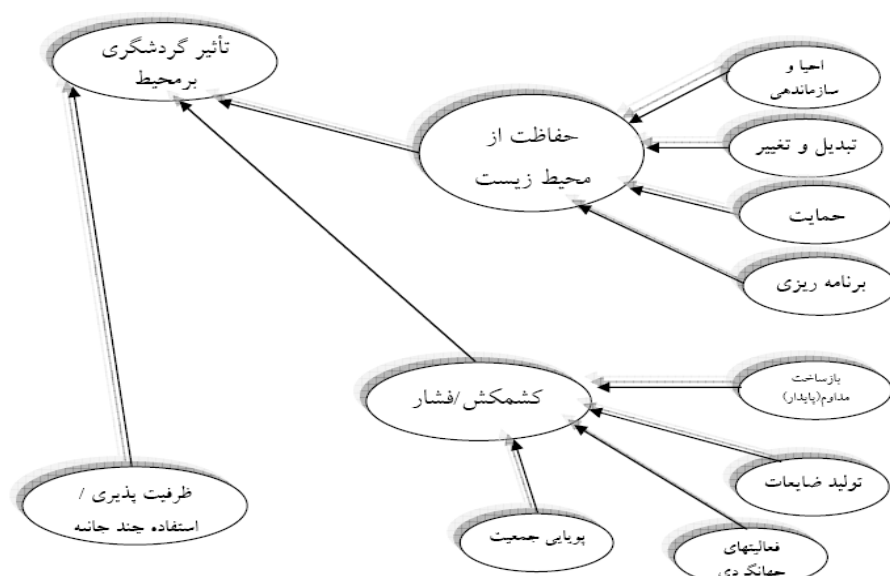 تأثیر گردشگری
برمحیط
احیا و
سازماندهی
حفاظت از
محیط زیست
تبدیل و تغییر
حمایت
برنامه ریزی
کشمکش/فشار
بازساخت
مداوم(پایدار)
تولید ضایعات
ظرفیت پذیری /
استفاده چند جانبه
پویایی جمعیت
فعالیتهای
جهانگردی